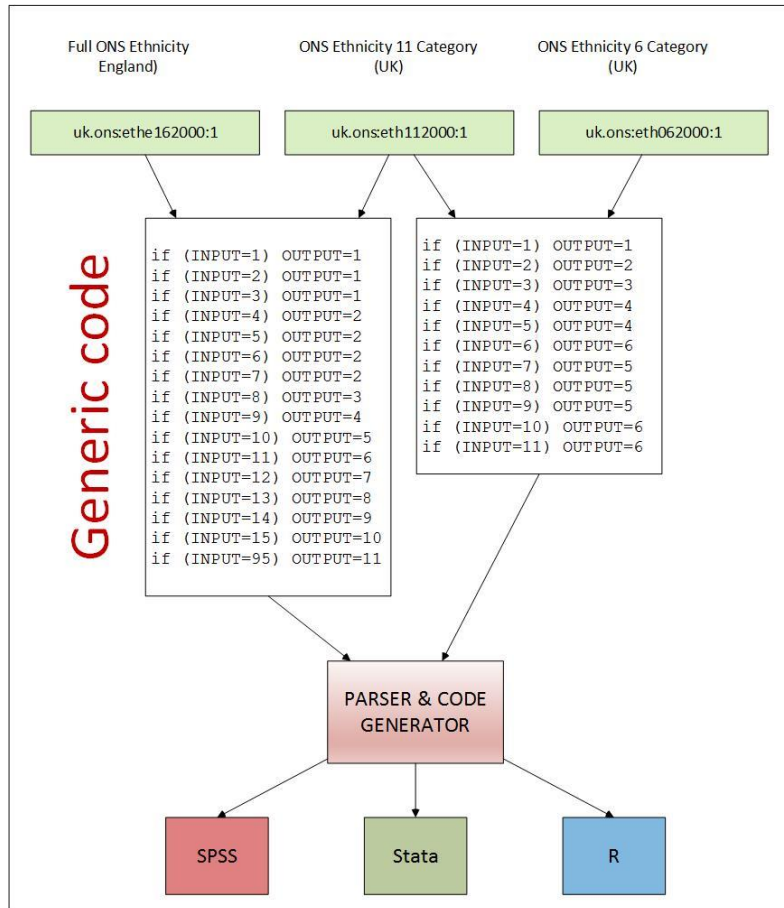 Full ONS Ethnicity
England)
ONS Ethnicity 11 Category
(UK)
ONS Ethnicity 6 Category
(UK)
uk.ons:ethe162000:1
uk.ons:eth112000:1
uk.ons:eth062000:1
Generic code
if (INPUT=1) OUTPUT=1
if (INPUT=2) OUTPUT=1
if (INPUT=3) OUTPUT=1
if (INPUT=4) OUTPUT=2
if (INPUT=5) OUTPUT=2
if (INPUT=6) OUTPUT=2
if (INPUT=7) OUTPUT=2
if (INPUT=8) OUTPUT=3
if (INPUT=9) OUTPUT=4
if (INPUT=10) OUTPUT=5
if (INPUT=11) OUTPUT=6
if (INPUT=12) OUTPUT=7
if (INPUT=13) OUTPUT=8
if (INPUT=14) OUTPUT=9
if (INPUT=15) OUTPUT=10
if (INPUT=95) OUTPUT=11
if (INPUT=1) OUTPUT=1
if (INPUT=2) OUTPUT=2
if (INPUT=3) OUTPUT=3
if (INPUT=4) OUTPUT=4
if (INPUT=5) OUTPUT=4
if (INPUT=6) OUTPUT=6
if (INPUT=7) OUTPUT=5
if (INPUT=8) OUTPUT=5
if (INPUT=9) OUTPUT=5
if (INPUT=10) OUTPUT=6
if (INPUT=11) OUTPUT=6
PARSER & CODE
GENERATOR
SPSS
Stata
R